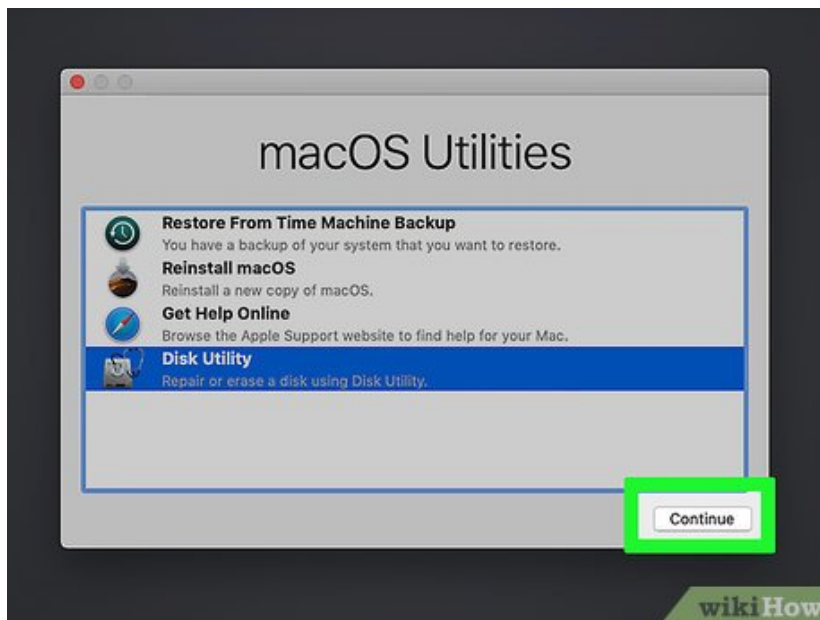 macOS Utilities
Restore From Time Machine Backup
You have a backup of your system that you want to restore.
Reinstall macOS
Reinstall a new copy of macOS.
Get Help Online
Browse the Apple Support website to find help for your Mac.
Disk Utility
Repair or erase a disk using Disk Utility.
Continue
wikiHow